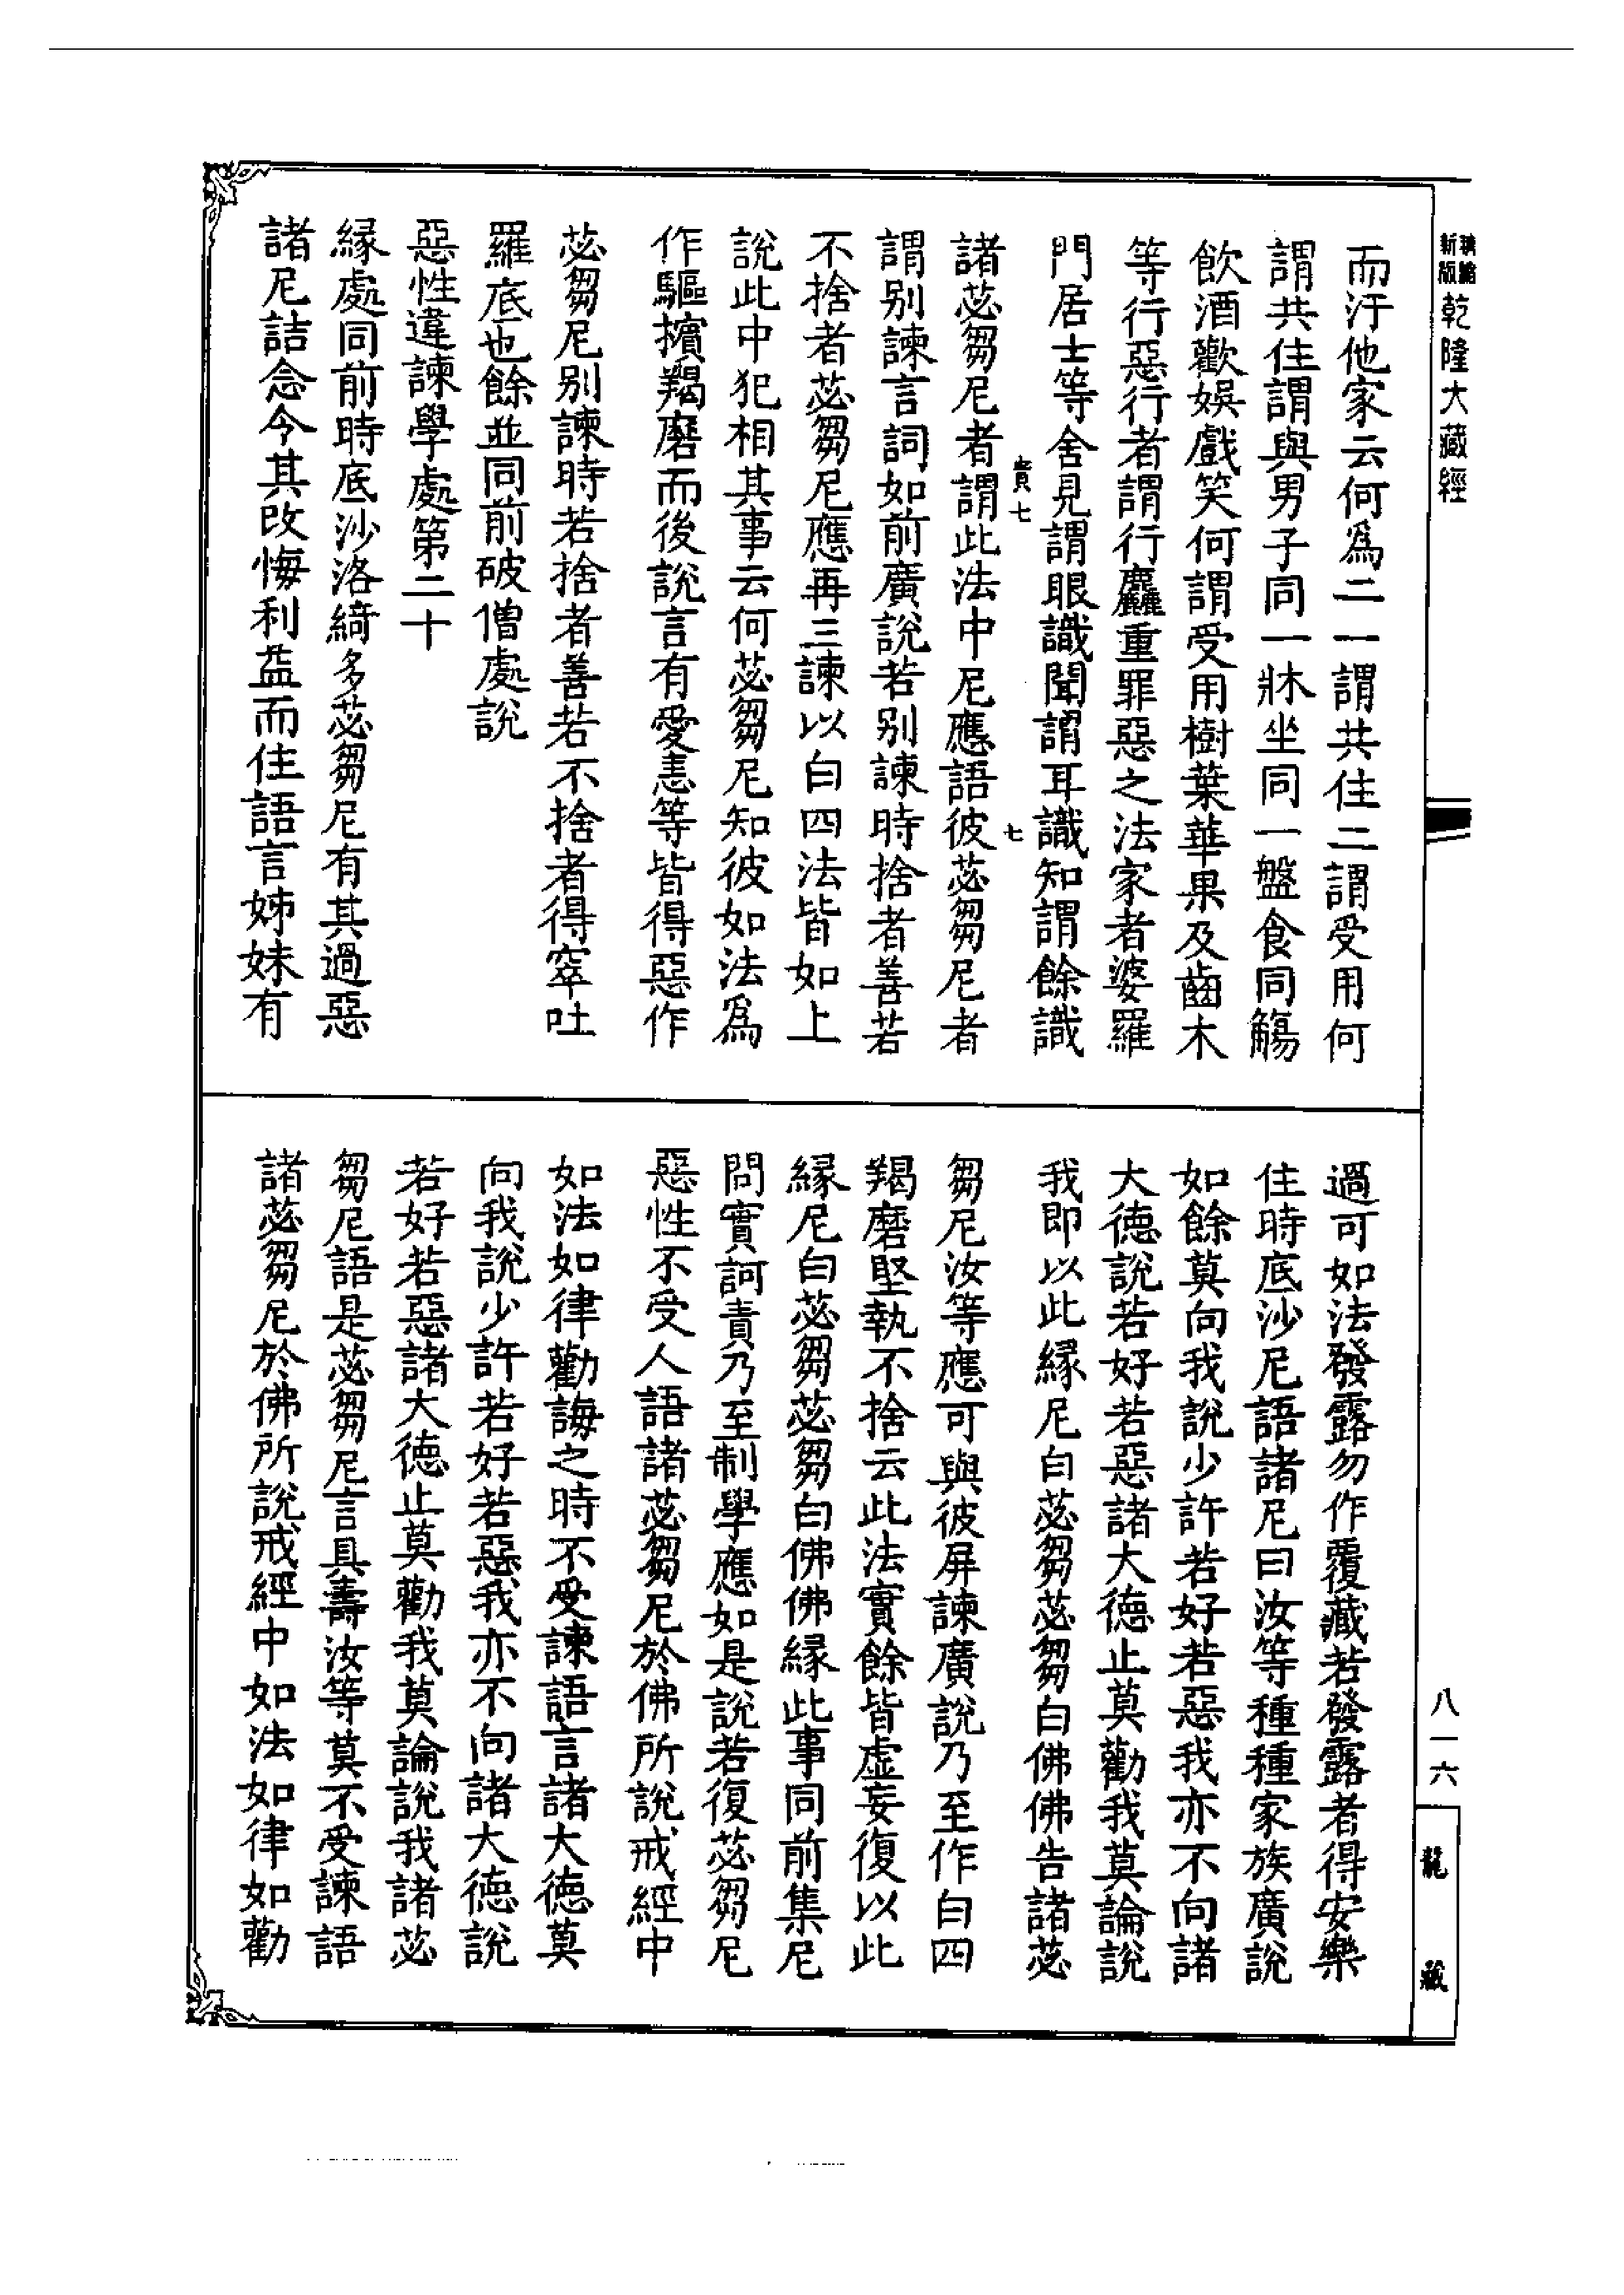 新版
乾隆大藏經
而汙他家云何爲二一謂共住二謂受用何
謂共住謂與男子同一牀坐同一盤食同觴
飲酒歡娛戲笑何謂受用樹葉華果及齒木
等行惡行者謂行麤重罪惡之法家者婆羅
門居士等舍見謂眼識聞謂耳識知謂餘識
七
七
諸苾芻尼者謂此法中尼應語彼苾芻尼者
謂别諫言詞如前廣說若别諫時捨者善若
不捨者苾芻尼應再三諫以白四法皆如上
說此中犯相其事云何苾芻尼知彼如法爲
作驅擯羯磨而後說言有愛恚等皆得惡作
苾芻尼别諫時若捨者善若不捨者得窣吐
羅底也餘並同前破僧處說
惡性違諫學處第二十
緣處同前時底沙洛綺多苾芻尼有其過惡
諸尼詰念令其改悔利益而住語言姊妹有
過可如法發露勿作覆藏若發露者得安樂
住時底沙尼語諸尼曰汝等種種家族廣說
如餘莫向我說少許若好若惡我亦不向諸
大德說若好若惡諸大德止莫勸我莫論說
我即以此緣尼白苾芻苾芻白佛佛告諸苾
芻尼汝等應可與彼屏諫廣說乃至作白四
羯磨堅執不捨云此法實餘皆虛妄復以此
緣尼白苾芻苾芻白佛佛緣此事同前集尼
問實訶責乃至制學應如是說若復苾芻尼
惡性不受人語諸苾芻尼於佛所說戒經中
如法如律勸誨之時不受諫語言諸大德莫
向我說少許若好若惡我亦不向諸大德說
若好若惡諸大德止莫勸我莫論說我諸苾
芻尼語是苾芻尼言具壽汝等莫不受諫語
諸苾芻尼於佛所說戒經中如法如律如勸
八一六
龍藏